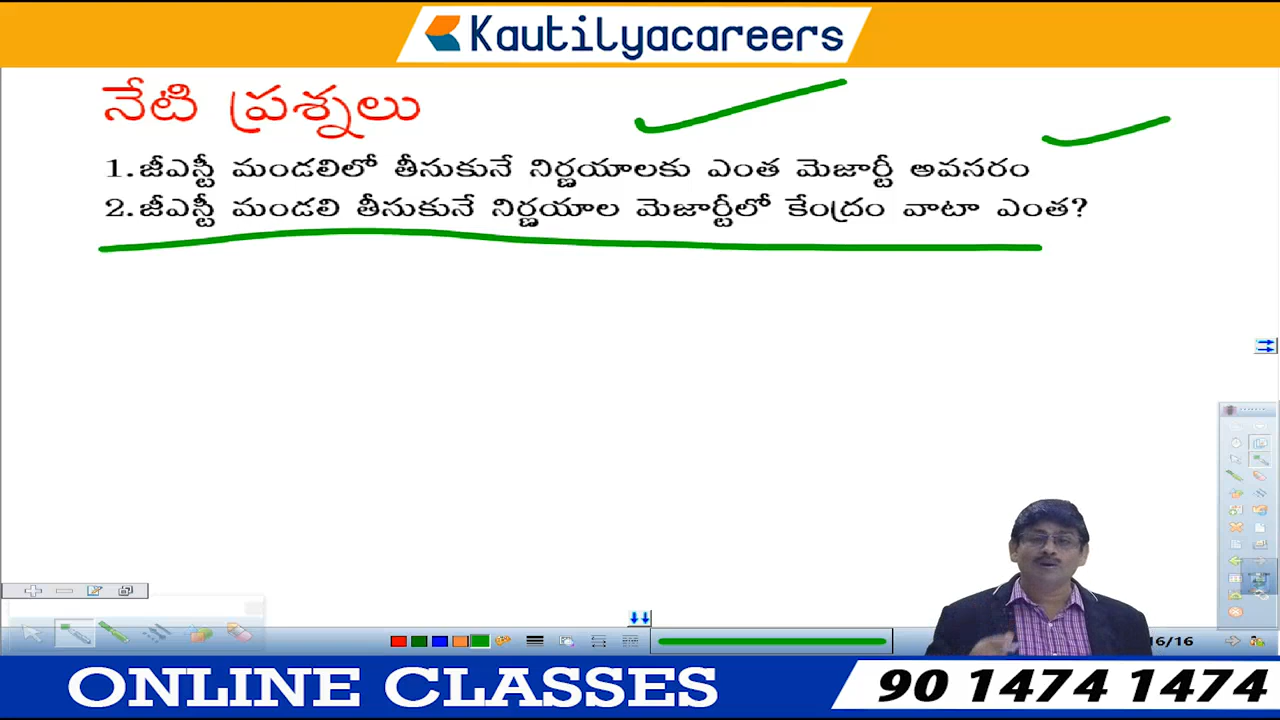 Kautilyacareers
నేటి ప్రశ్నలు
1.జీఎస్టీ మండలిలో తీసుకునే నిర్ణయాలకు ఎంత మెజార్టీ అవసరం
2.జీఎస్టీ మండలి తీసుకునే నిర్ణయాల మెజార్టీలో కేంద్రం వాటా ఎంత?
16/16
ONLINE CLASSES
90 1474 1474